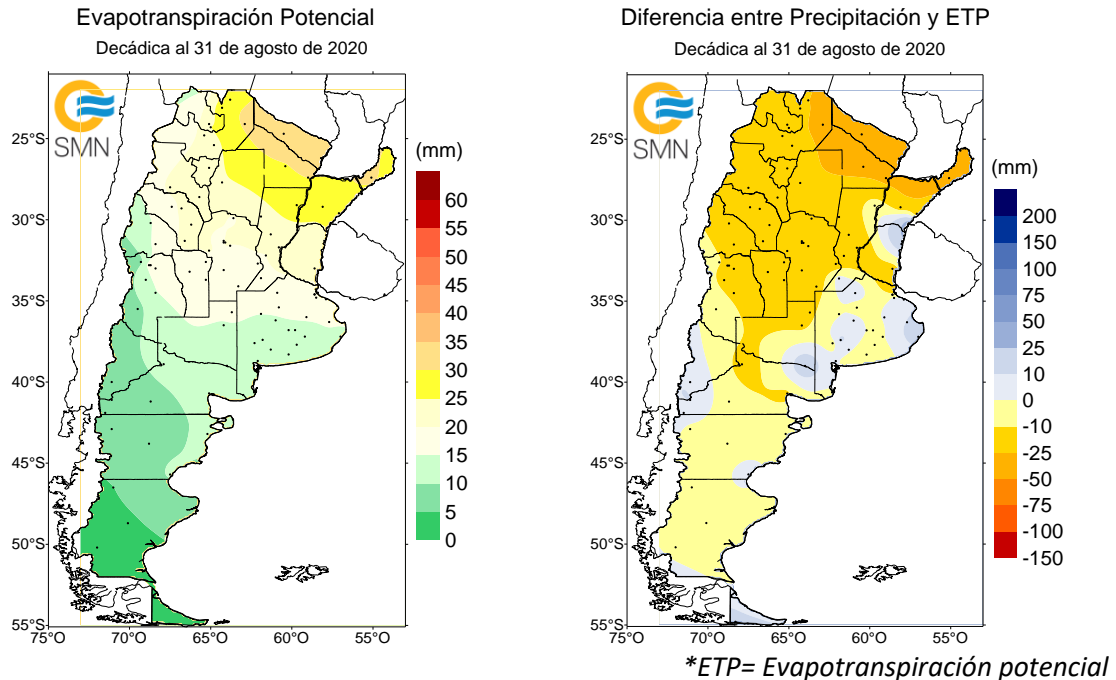 Evapotranspiración Potencial
Decádica al 31 de agosto de 2020
SMN
25°S
30°S
35°S
40°S
45°S
50°S
55°S
75°W
70°W
65°W
60°W
55°W
(mm)
60
55
50
45
40
35
30
25
20
15
10
5
0
Diferencia entre Precipitación y ETP
Decádica al 31 de agosto de 2020
SMN
25°S
30°S
35°S
40°S
45°S
50°S
55°S
75°W
70°W
65°W
60°W
55°W
(mm)
200
150
100
75
50
25
10
0
-10
-25
-50
-75
-100
-150
*ETP= Evapotranspiración potencial